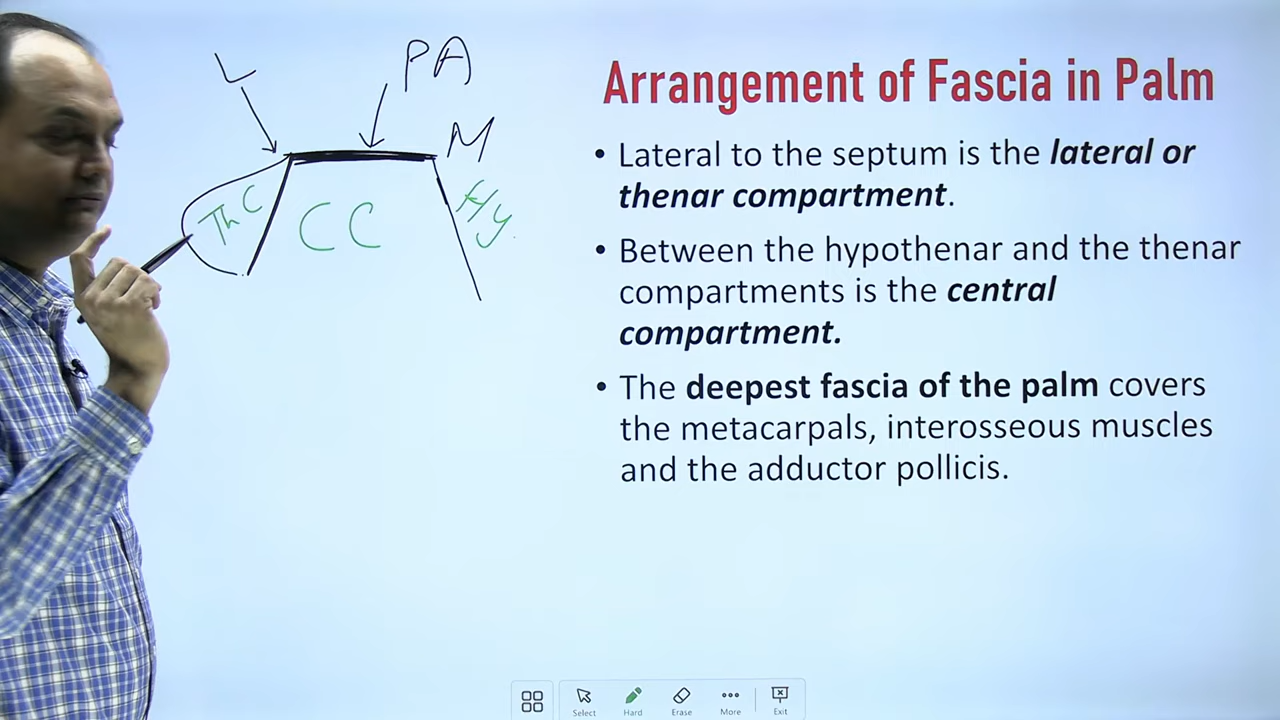 L
PA
M
Th C
CC
Hy.
Arrangement of Fascia in Palm
• Lateral to the septum is the lateral or
thenar compartment.
• Between the hypothenar and the thenar
compartments is the central
compartment.
• The deepest fascia of the palm covers
the metacarpals, interosseous muscles
and the adductor pollicis.
Select
Hard
Erase
More
Exit